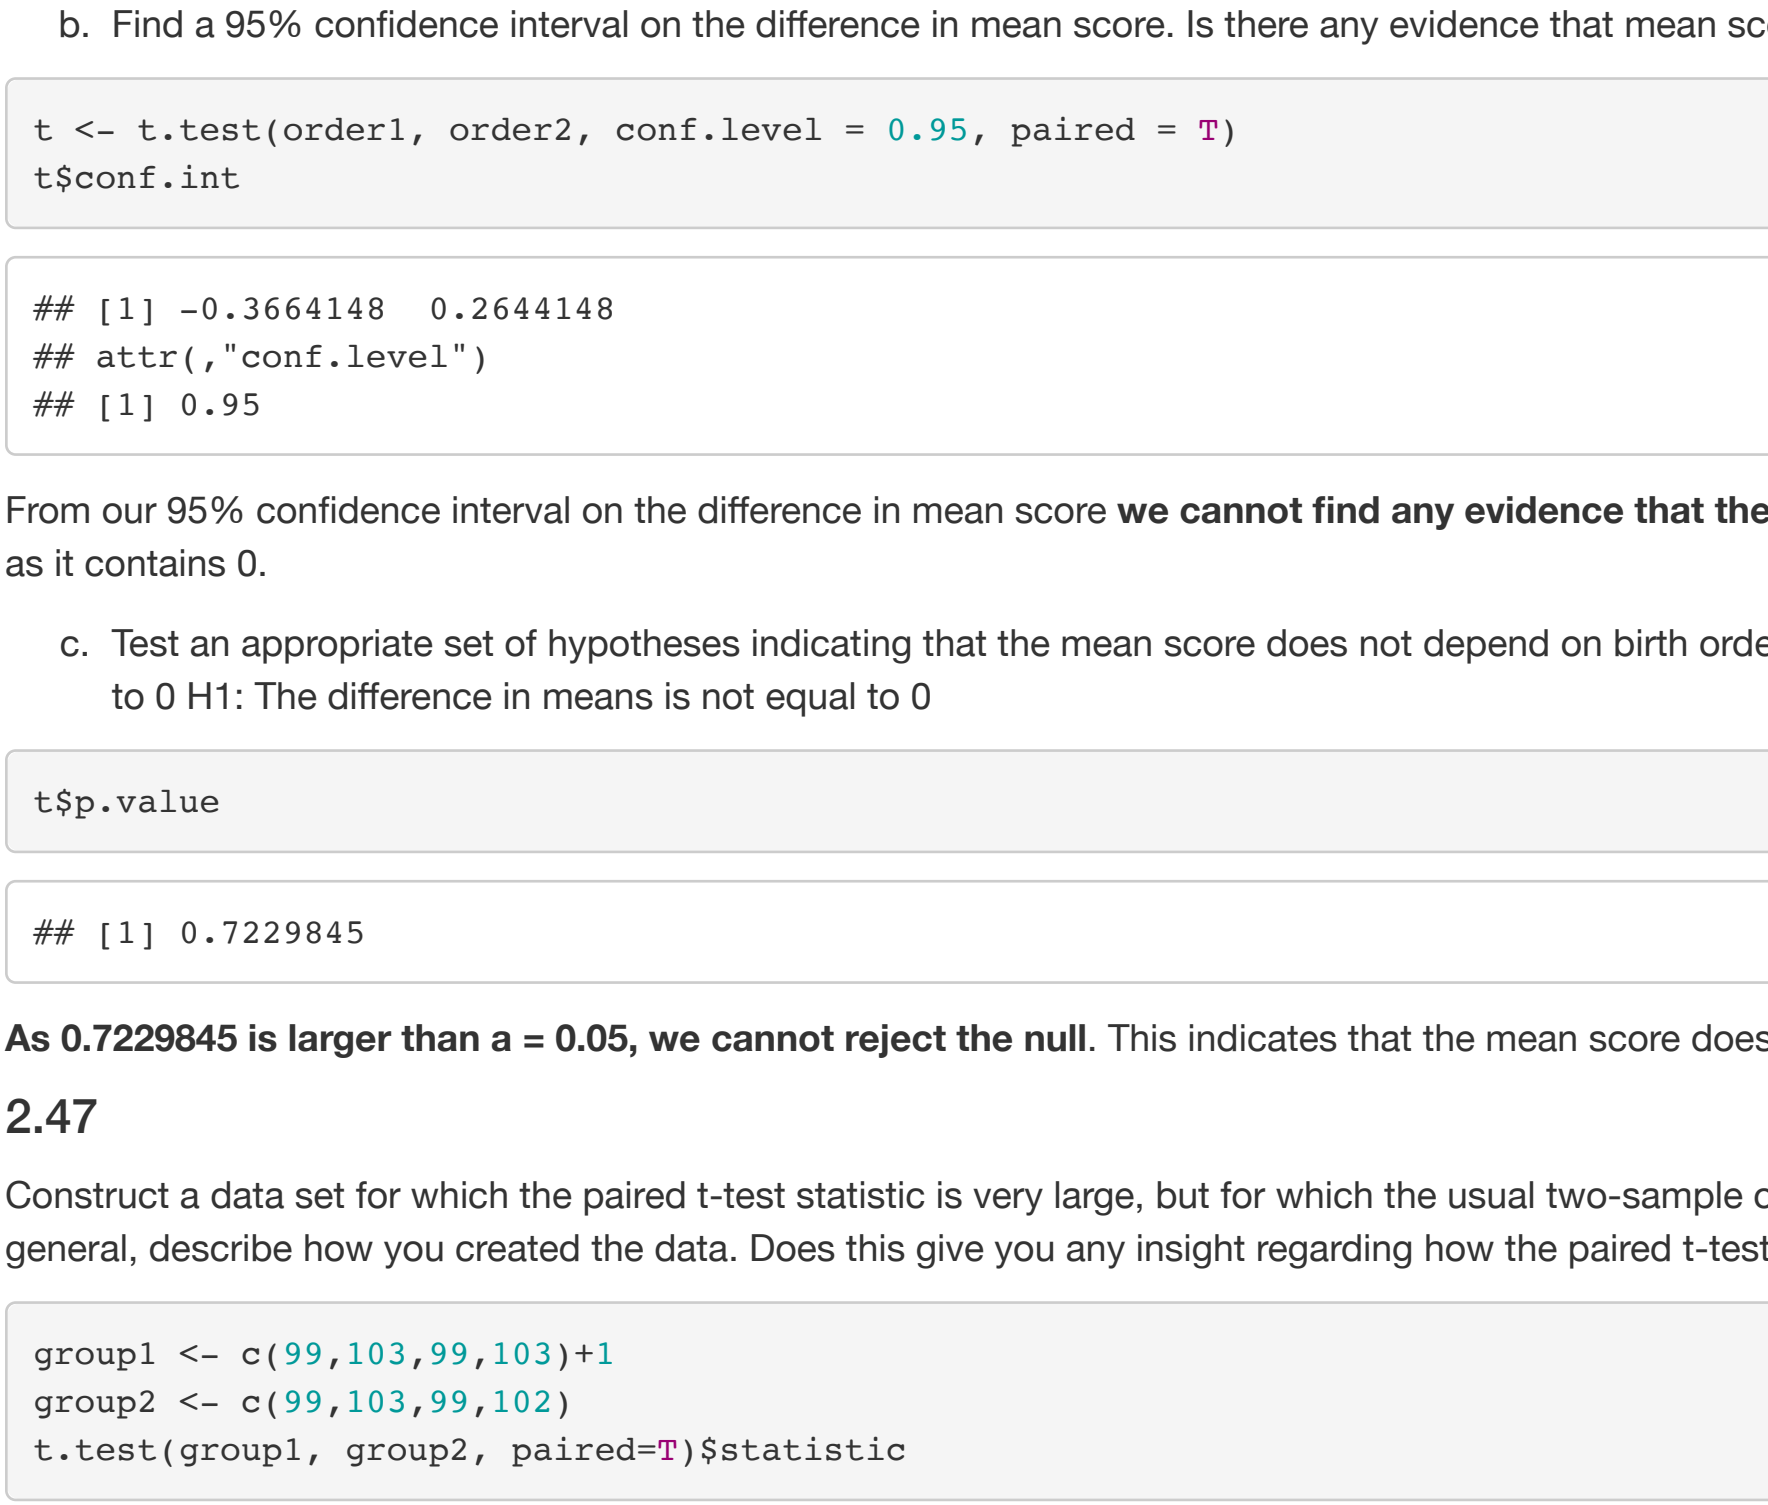 b. Find a 95% confidence interval on the difference in mean score. Is there any evidence that mean
t <- t.test(order1, order2, conf.level = 0.95, paired = T)
t$conf.int
## [1] -0.3664148  0.2644148
## attr(,"conf.level")
## [1] 0.95
From our 95% confidence interval on the difference in mean score we cannot find any evidence that the
as it contains 0.
c. Test an appropriate set of hypotheses indicating that the mean score does not depend on birth
to 0 H1: The difference in means is not equal to 0
t$p.value
## [1] 0.7229845
As 0.7229845 is larger than a = 0.05, we cannot reject the null. This indicates that the mean score does
2.47
Construct a data set for which the paired t-test statistic is very large, but for which the usual two-sample
general, describe how you created the data. Does this give you any insight regarding how the paired t-test
group1 <- c(99,103,99,103)+1
group2 <- c(99,103,99,102)
t.test(group1, group2, paired=T)$statistic